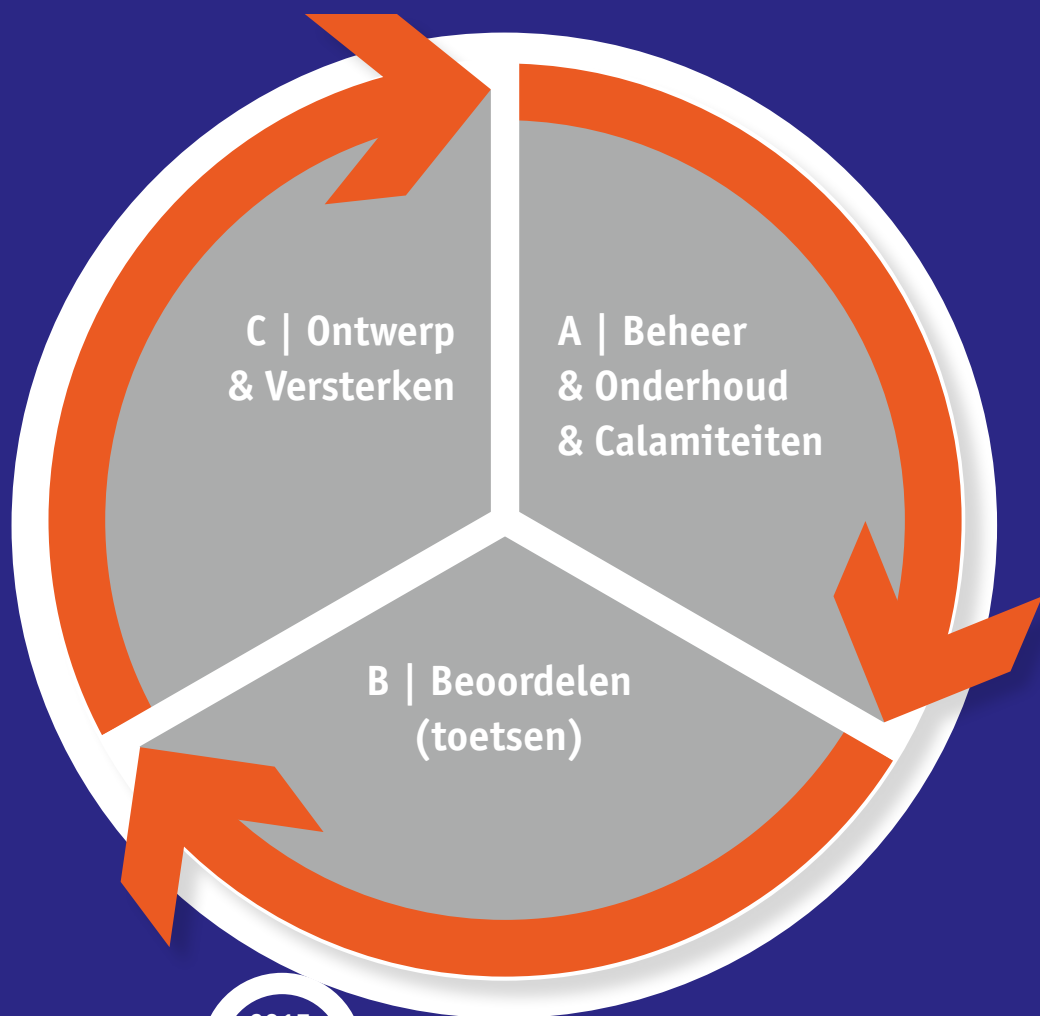 C | Ontwerp
& Versterken
A | Beheer
& Onderhoud
& Calamiteiten
B | Beoordelen
(toetsen)